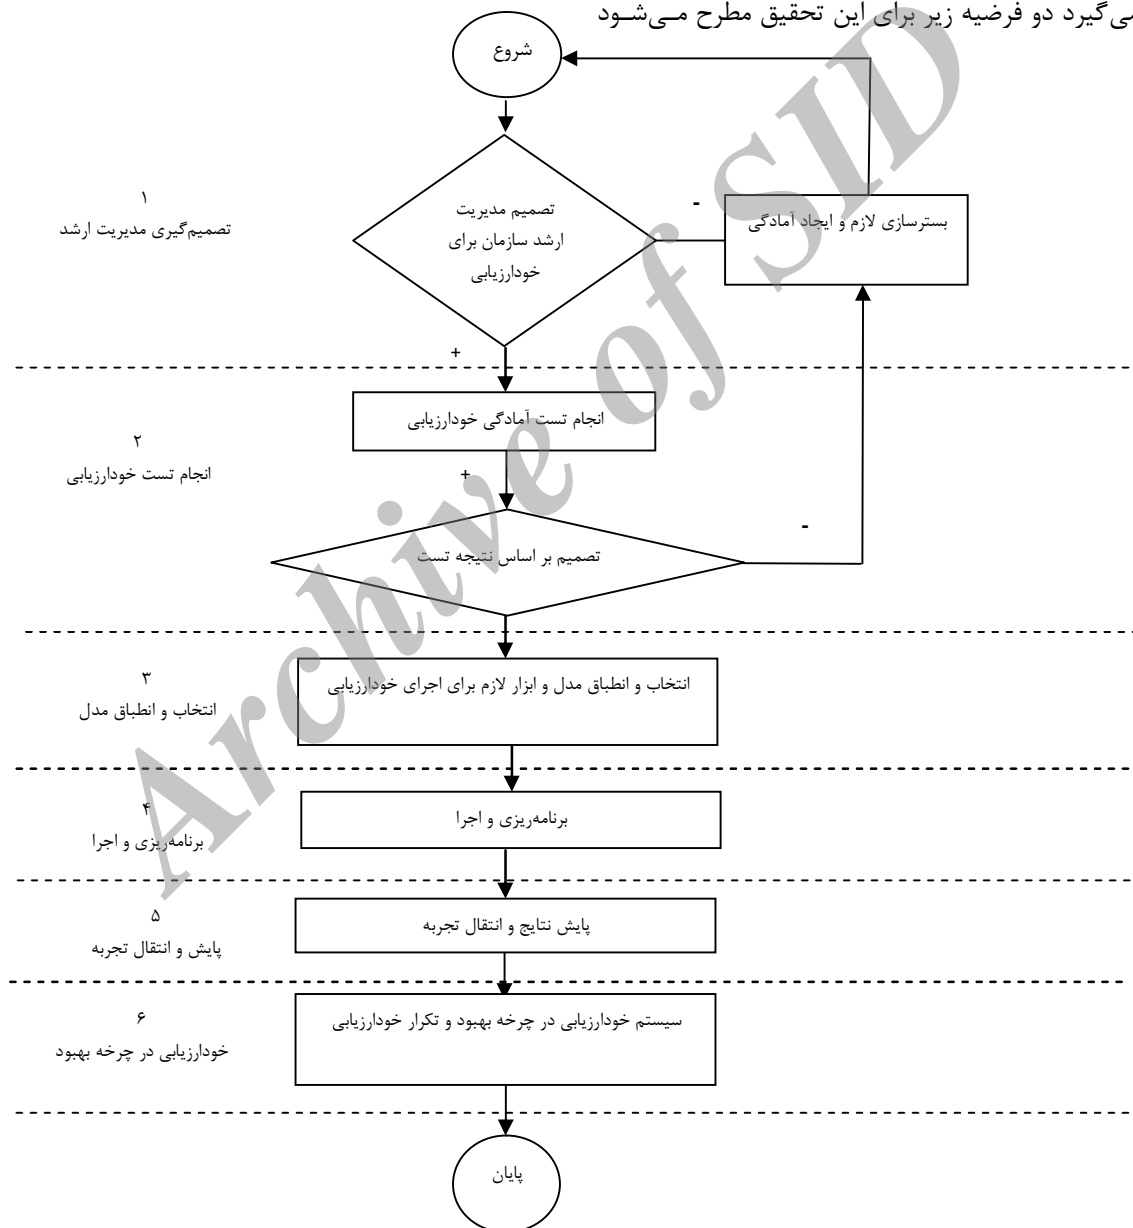 می‌گیرد دو فرضیه زیر برای این تحقیق مطرح مـی‌شـود
شروع
۱
تصمیم‌گیری مدیریت ارشد
تصمیم مدیریت
ارشد سازمان برای
خودارزیابی
-
بسترسازی لازم و ایجاد آمادگی
+
۲
انجام تست خودارزیابی
انجام تست آمادگی خودارزیابی
+
تصمیم بر اساس نتیجه تست
-
۳
انتخاب و انطباق مدل
انتخاب و انطباق مدل و ابزار لازم برای اجرای خودارزیابی
۴
برنامه‌ریزی و اجرا
برنامه‌ریزی و اجرا
۵
پایش و انتقال تجربه
پایش نتایج و انتقال تجربه
۶
خودارزیابی در چرخه بهبود
سیستم خودارزیابی در چرخه بهبود و تکرار خودارزیابی
پایان
Archive of SID